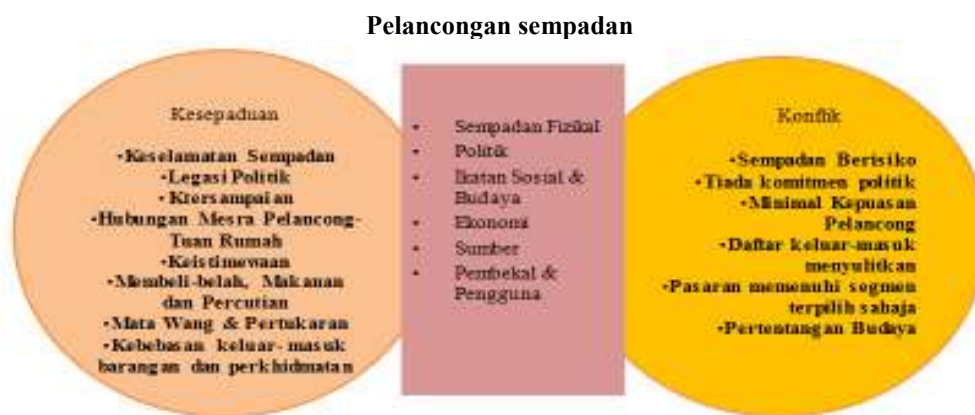 Pelancongan sempadan
Kesepaduan
•Keselamatan Sempadan
•Legasi Politik
•Ktersampaian
•Hubungan Mesra Pelancong-
Tuan Rumah
•Keistimewaan
•Membeli-belah, Makanan
dan Percutian
•Mata Wang & Pertukaran
•Kebebasan keluar- masuk
barangan dan perkhidmatan
• Sempadan Fizikal
• Politik
• Ikatan Sosial &
Budaya
• Ekonomi
• Sumber
• Pembekal &
Pengguna
Konflik
•Sempadan Berisiko
•Tiada komitmen politik
•Minimal Kepuasan
Pelancong
•Daftar keluar-masuk
menyulitkan
•Pasaran memenuhi segmen
terpilih sahaja
•Pertentangan Budaya